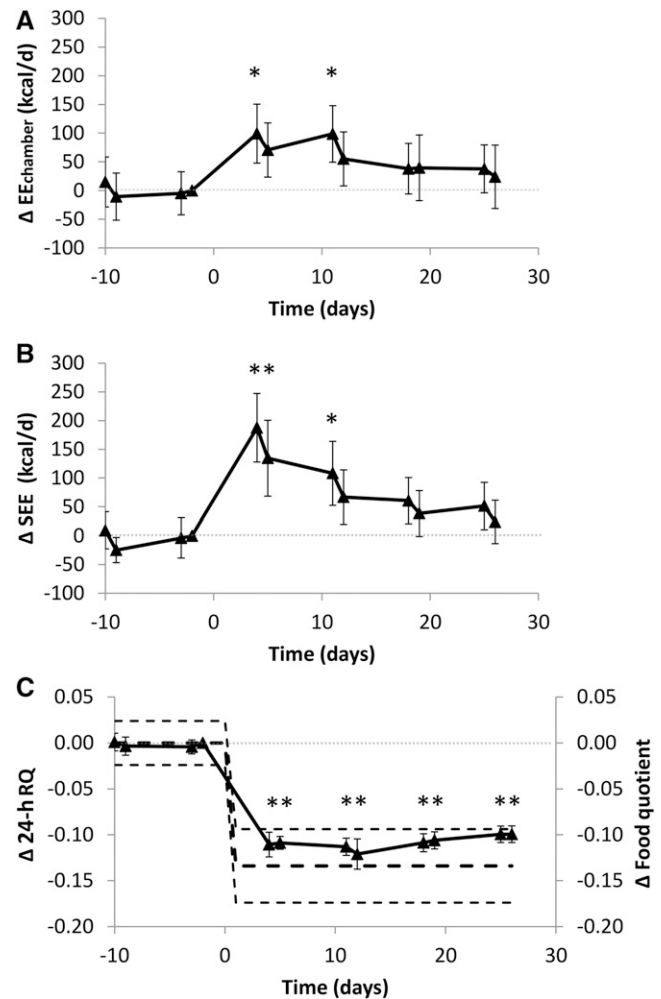 A
Δ EEchamber (kcal/d)
300
250
200
150
100
50
0
-50
-100
* *
-10 0 10 20 30
Time (days)
B
Δ SEE (kcal/d)
300
250
200
150
100
50
0
-50
-100
** *
-10 0 10 20 30
Time (days)
C
Δ 24-h RQ
0.05
0.00
-0.05
-0.10
-0.15
-0.20
** ** ** **
0.05
0.00
-0.05
-0.10
-0.15
-0.20
Δ Food quotient
-10 0 10 20 30
Time (days)